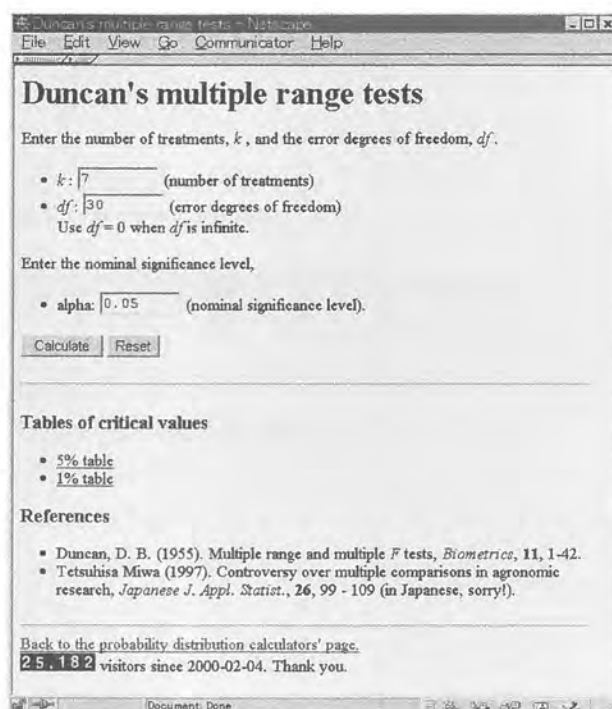 Duncan's multiple range tests - Netscape
File Edit View Go Communicator Help
Duncan's multiple range tests
Enter the number of treatments, k , and the error degrees of freedom, df.
• k : 7 (number of treatments)
• df : 30 (error degrees of freedom)
Use df = 0 when df is infinite.
Enter the nominal significance level,
• alpha: 0.05 (nominal significance level).
Calculate Reset
Tables of critical values
• 5% table
• 1% table
References
• Duncan, D. B. (1955). Multiple range and multiple F tests, Biometrics, 11, 1-42.
• Tetsuhisa Miwa (1997). Controversy over multiple comparisons in agronomic
research, Japanese J. Appl. Statist., 26, 99 - 109 (in Japanese, sorry!).
Back to the probability distribution calculators' page.
25,182 visitors since 2000-02-04. Thank you.
Document: Done